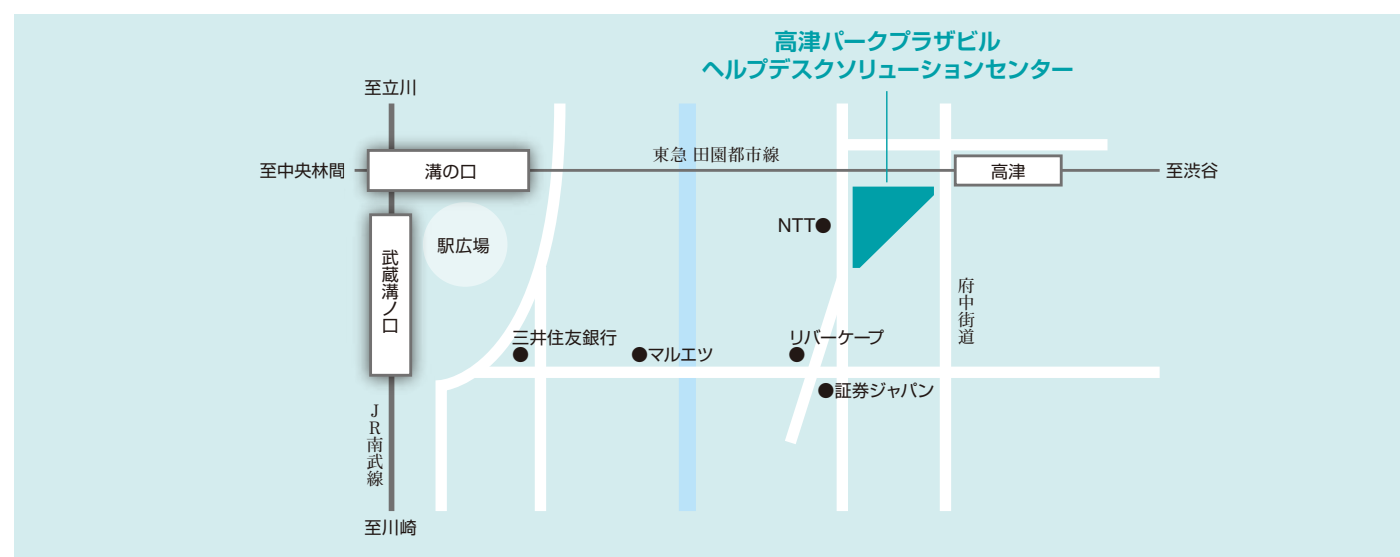 高津パークプラザビル
ヘルプデスクソリューションセンター
至立川
東急 田園都市線
至中央林間
溝の口
高津
至渋谷
NTT
駅広場
武蔵溝ノ口
府中街道
三井住友銀行
マルエツ
リバーケープ
証券ジャパン
JR南武線
至川崎